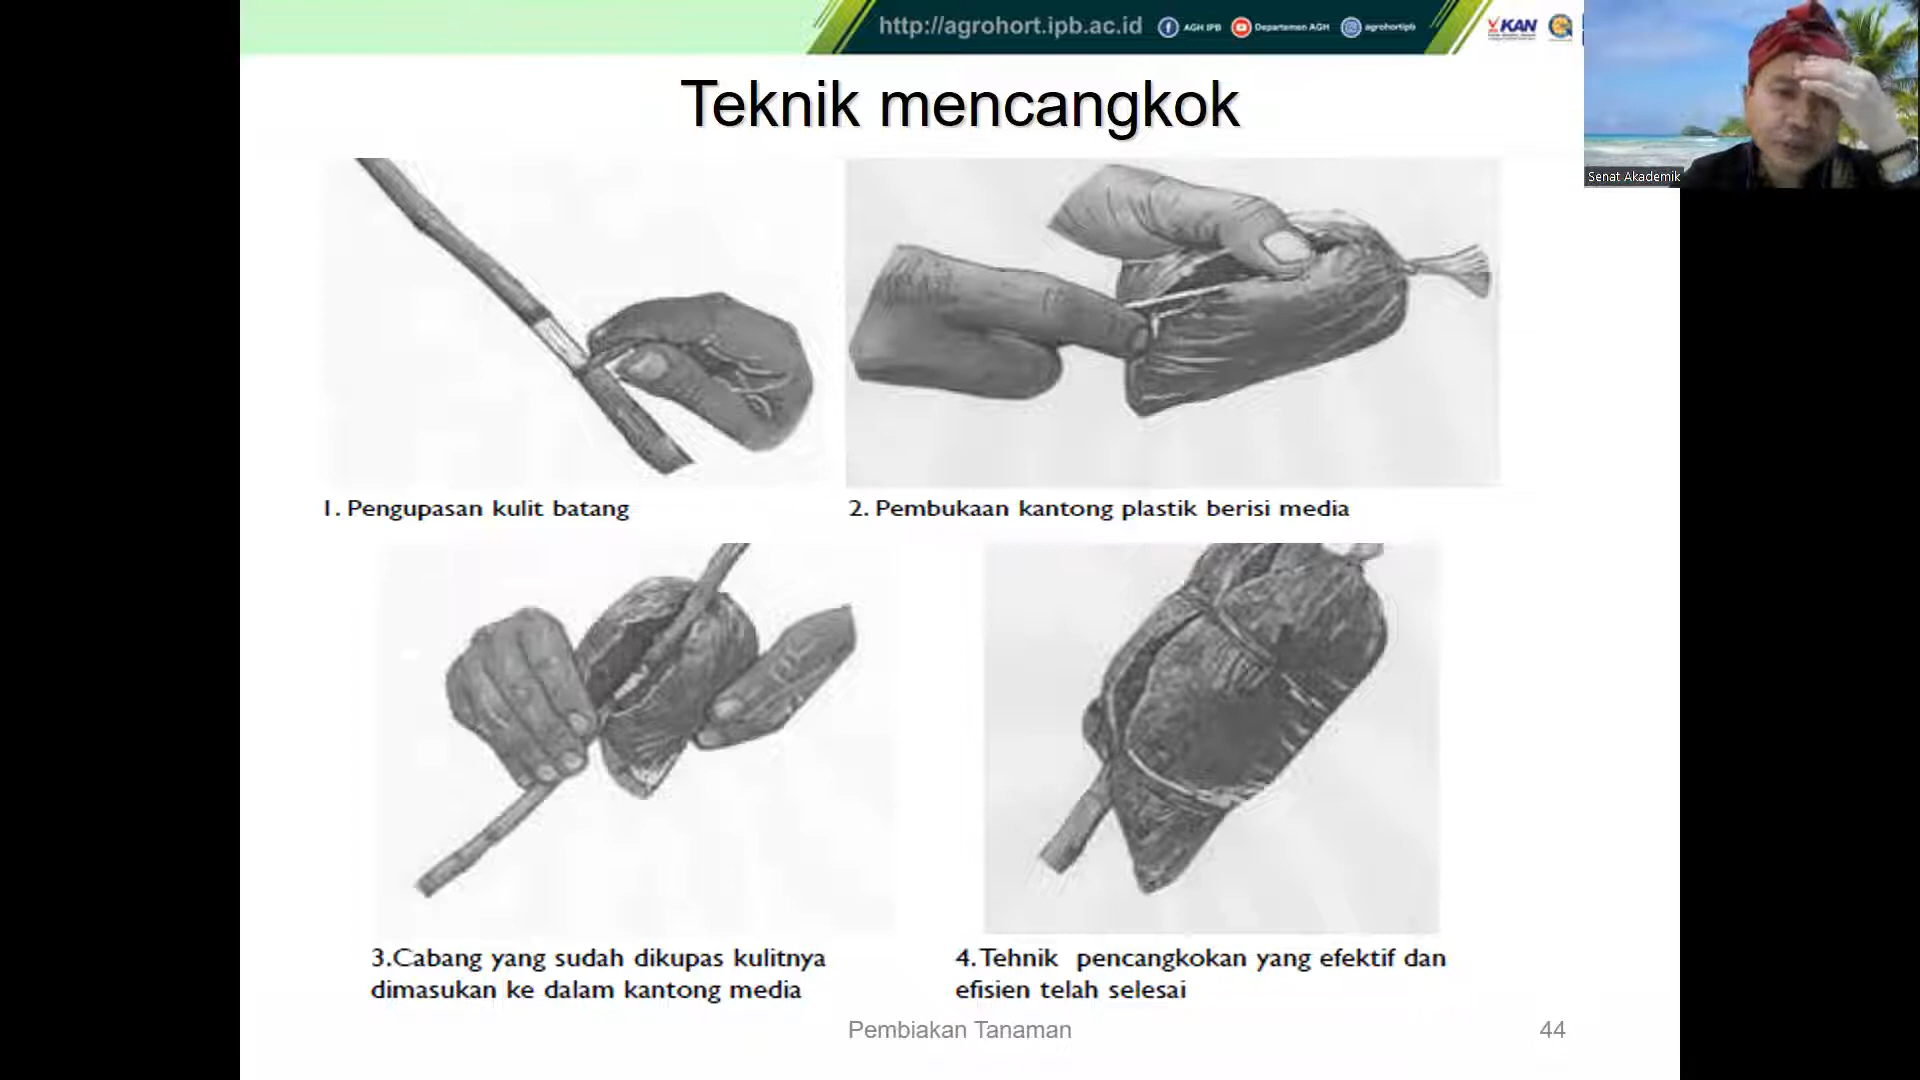 http://agrohort.ipb.ac.id AGH IPB Departemen AGH agrohortipb KAN
Senat Akademik
Teknik mencangkok
1. Pengupasan kulit batang
2. Pembukaan kantong plastik berisi media
3.Cabang yang sudah dikupas kulitnya
dimasukan ke dalam kantong media
4. Tehnik pencangkokan yang efektif dan
efisien telah selesai
Pembiakan Tanaman
44